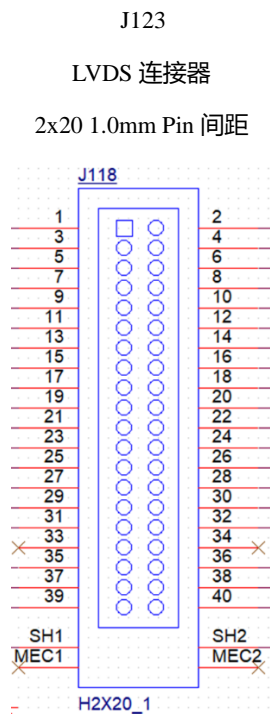 J123
LVDS 连接器
2x20 1.0mm Pin 间距
J118
1 2
3 4
5 6
7 8
9 10
11 12
13 14
15 16
17 18
19 20
21 22
23 24
25 26
27 28
29 30
31 32
33 34
35 36
37 38
39 40
SH1 SH2
MEC1 MEC2
H2X20_1